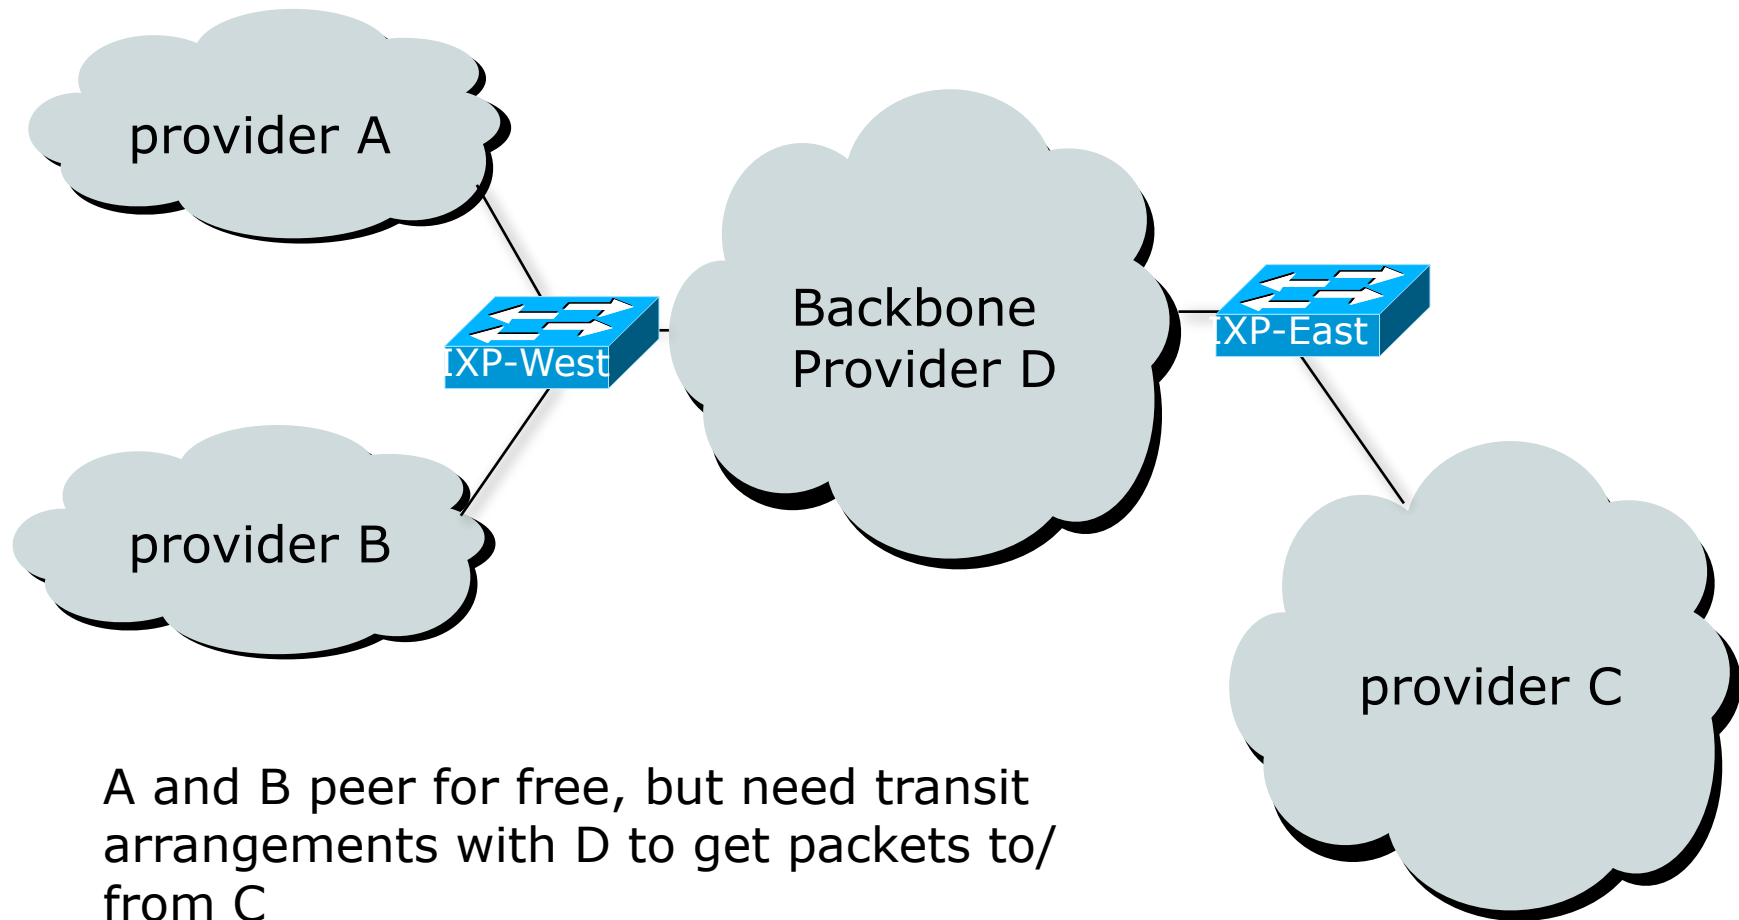 provider A
Backbone
Provider D
IXP-East
IXP-West
provider B
provider C
A and B peer for free, but need transit
arrangements with D to get packets to/
from C